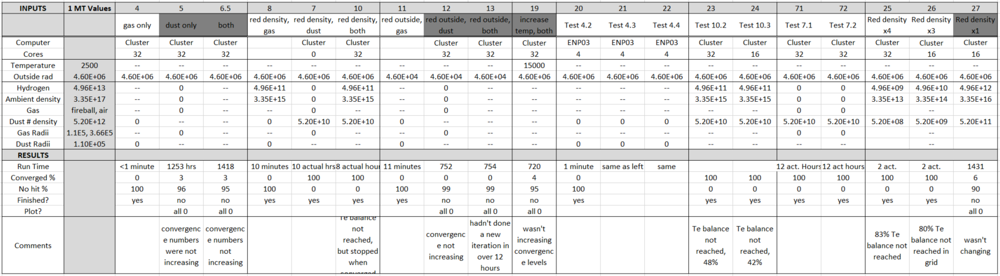 INPUTS 1 MT Values 4 5 6.5 8 7 10 11 12 13 19 20 21 22 23 24 71 72 25 26 27
gas only dust only both red density, gas red density, dust red density, both red outside, gas red outside, dust red outside, both increase temp, both Test 4.2 Test 4.3 Test 4.4 Test 10.2 Test 10.3 Test 7.1 Test 7.2 Red density x4 Red density x3 Red density x1
Computer Cluster Cluster Cluster Cluster Cluster Cluster Cluster Cluster ENP03 ENP03 ENP03 Cluster Cluster Cluster Cluster Cluster Cluster Cluster
Cores 32 32 32 0 32 32 32 32 4 4 4 32 16 32 32 32 16 16
Temperature 2500 -- -- -- -- -- -- -- -- -- 15000 -- -- -- -- -- -- -- -- -- --
Outside rad 4.60E+06 4.60E+06 4.60E+06 4.60E+06 4.60E+06 4.60E+06 4.60E+06 4.60E+04 4.60E+04 4.60E+04 4.60E+06 4.60E+06 4.60E+06 4.60E+06 4.60E+06 4.60E+06 4.60E+06 4.60E+06 4.60E+06 4.60E+06 4.60E+06
Hydrogen 4.96E+13 -- 0 -- 4.96E+11 0 4.96E+11 -- 0 -- -- -- -- -- 4.96E+11 4.96E+11 0 0 4.96E+09 4.96E+10 4.96E+12
Ambient density 3.35E+17 -- 0 -- 3.35E+15 0 3.35E+15 -- 0 -- -- -- -- -- 3.35E+15 3.35E+15 0 0 3.35E+13 3.35E+14 3.35E+16
Gas fireball, air -- 0 -- -- 0 -- -- 0 -- -- -- -- -- -- -- 0 0 --
Dust # density 5.20E+12 0 -- -- 0 5.20E+10 5.20E+10 0 -- -- -- 0 0 0 5.20E+10 5.20E+10 5.20E+10 5.20E+10 5.20E+08 5.20E+09 5.20E+11
Gas Radii 1.1E5, 3.66E5 -- 0 -- -- 0 -- -- 0 -- -- -- -- -- -- -- 0 0 --
Dust Radii 1.10E+05 0 -- -- 0 -- -- 0 -- -- -- 0 0 0 -- -- -- -- --
RESULTS
Run Time <1 minute 1253 hrs 1418 10 minutes 10 actual hrs 8 actual hour 11 minutes 752 754 720 1 minute same as left same 12 act. Hours 12 act hours 2 act. 2 act. 1431
Converged % 0 3 3 0 100 100 0 0 0 4 0 100 100 100 100 100 100 6
No hit % 100 96 95 100 0 0 100 99 99 95 100 0 0 0 0 0 0 90
Finished? yes no no yes yes yes yes no no no yes yes yes yes yes yes yes no
Plot? all 0 all 0 all 0 all 0 all 0 all 0
Comments
convergenc
e numbers
were not
increasing
convergenc
e numbers
not
increasing
Te balance
not
reached,
but stopped
when
converged
convergenc
e not
increasing
hadn't done
a new
iteration in
over 12
hours
wasn't
increasing
convergenc
e levels
Te balance
not
reached,
48%
Te balance
not
reached,
42%
83% Te
balance not
reached
80% Te
balance not
reached in
grid
wasn't
changing